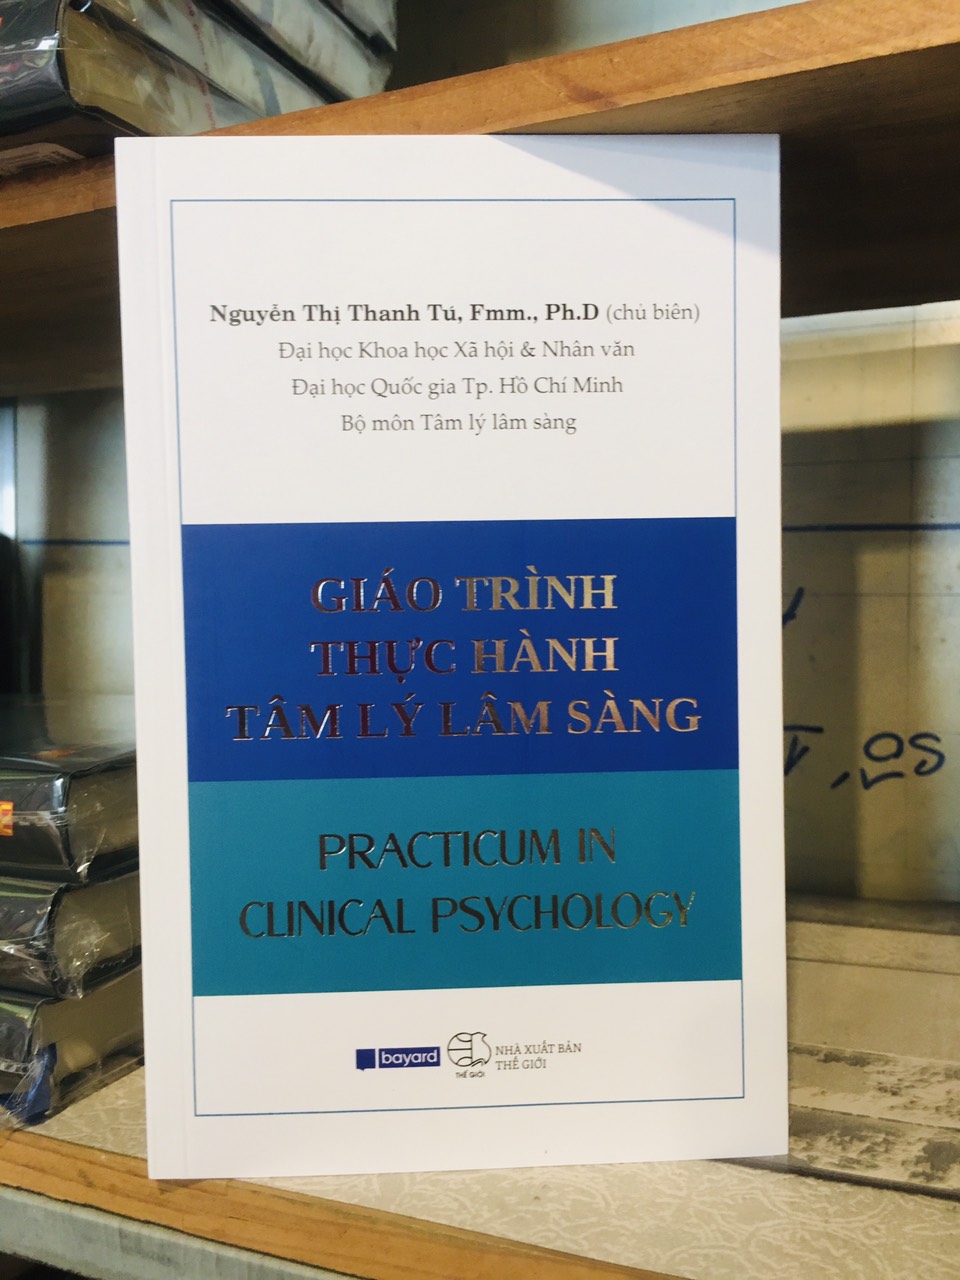 Nguyễn Thị Thanh Tú, Fmm., Ph.D (chủ biên)
Đại học Khoa học Xã hội & Nhân văn
Đại học Quốc gia Tp. Hồ Chí Minh
Bộ môn Tâm lý lâm sàng
GIÁO TRÌNH
THỰC HÀNH
TÂM LÝ LÂM SÀNG
PRACTICUM IN
CLINICAL PSYCHOLOGY
bayard
THẾ GIỚI
NHÀ XUẤT BẢN
THẾ GIỚI